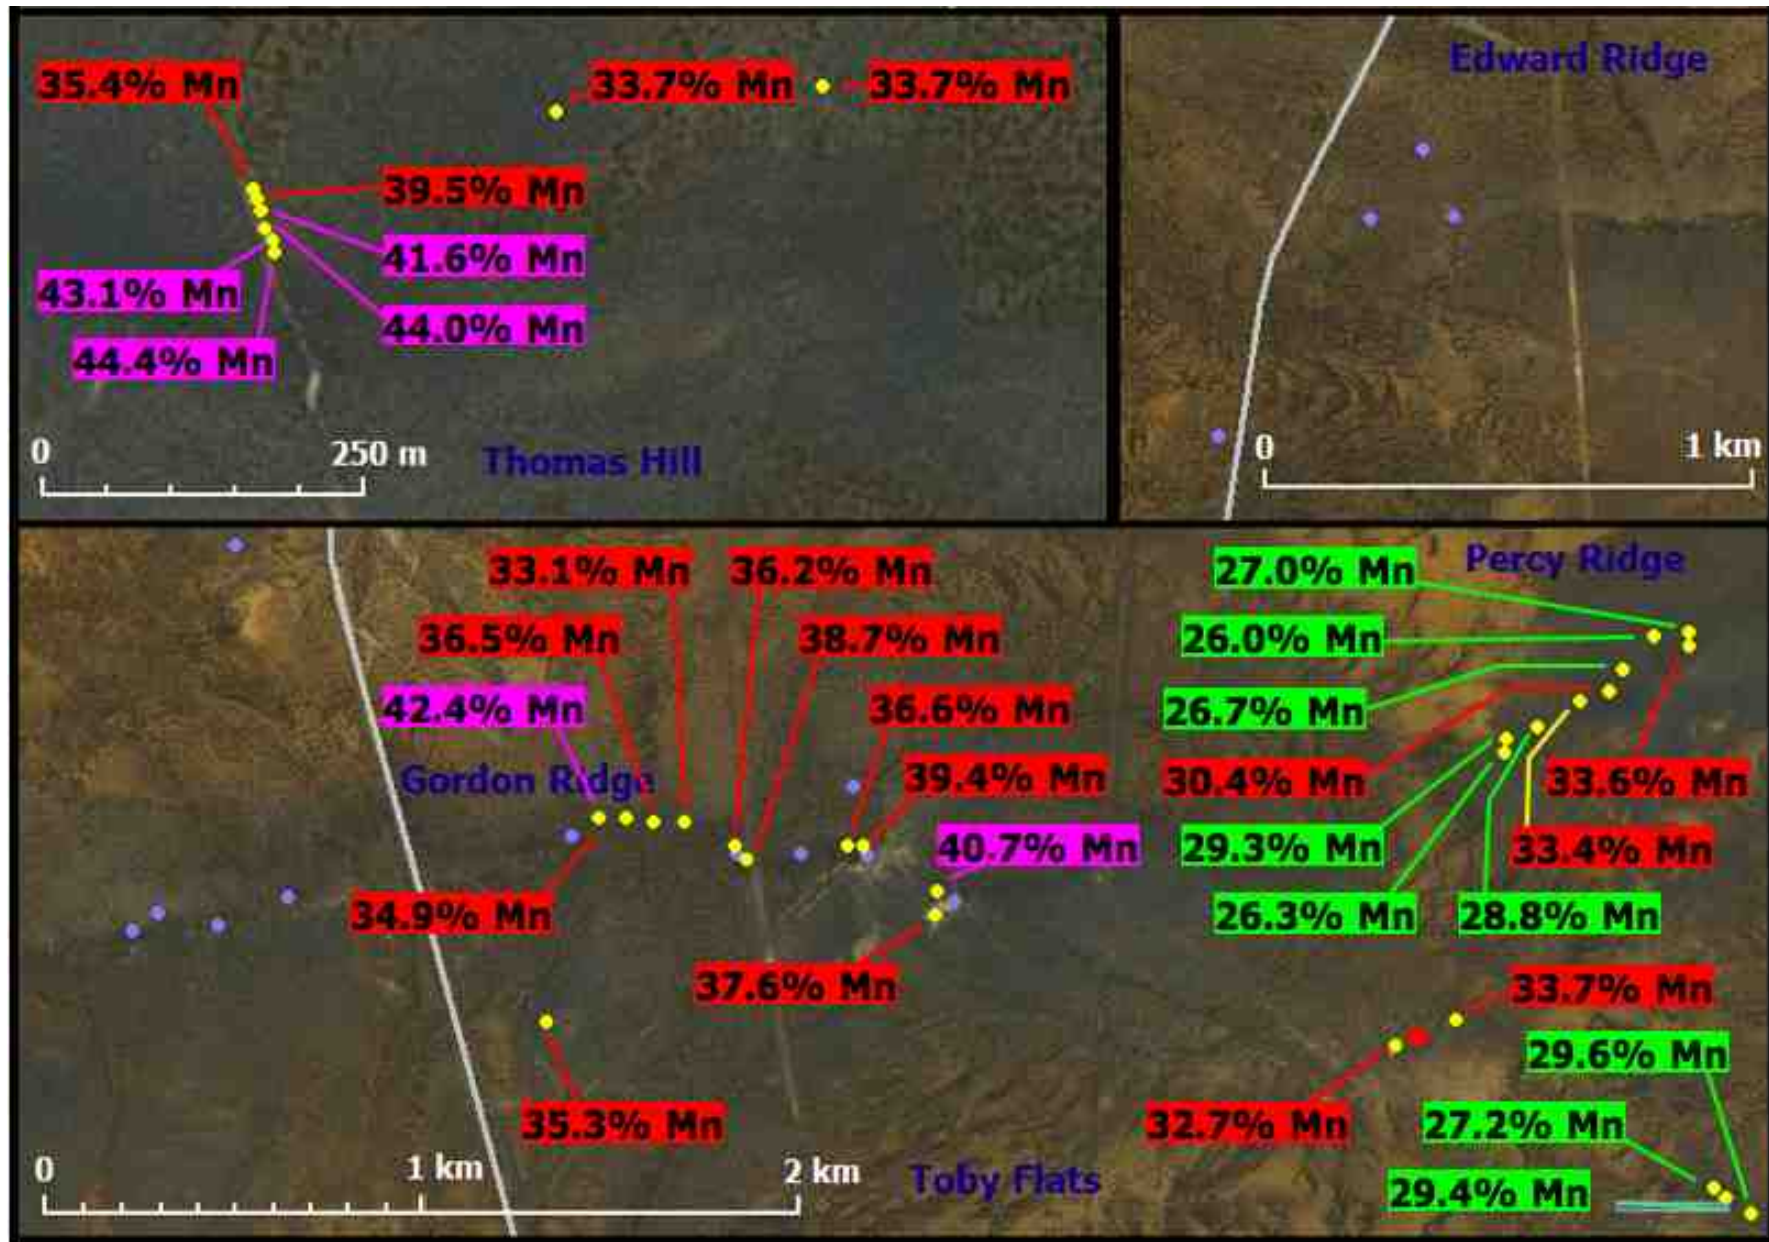 35.4% Mn
33.7% Mn
33.7% Mn
39.5% Mn
41.6% Mn
43.1% Mn
44.0% Mn
44.4% Mn
0
250 m
Thomas Hill
Edward Ridge
0
1 km
33.1% Mn
36.2% Mn
36.5% Mn
38.7% Mn
42.4% Mn
36.6% Mn
Gordon Ridge
39.4% Mn
40.7% Mn
34.9% Mn
37.6% Mn
35.3% Mn
Percy Ridge
27.0% Mn
26.0% Mn
26.7% Mn
30.4% Mn
33.6% Mn
29.3% Mn
33.4% Mn
26.3% Mn
28.8% Mn
33.7% Mn
29.6% Mn
32.7% Mn
27.2% Mn
29.4% Mn
0
1 km
2 km
Toby Flats